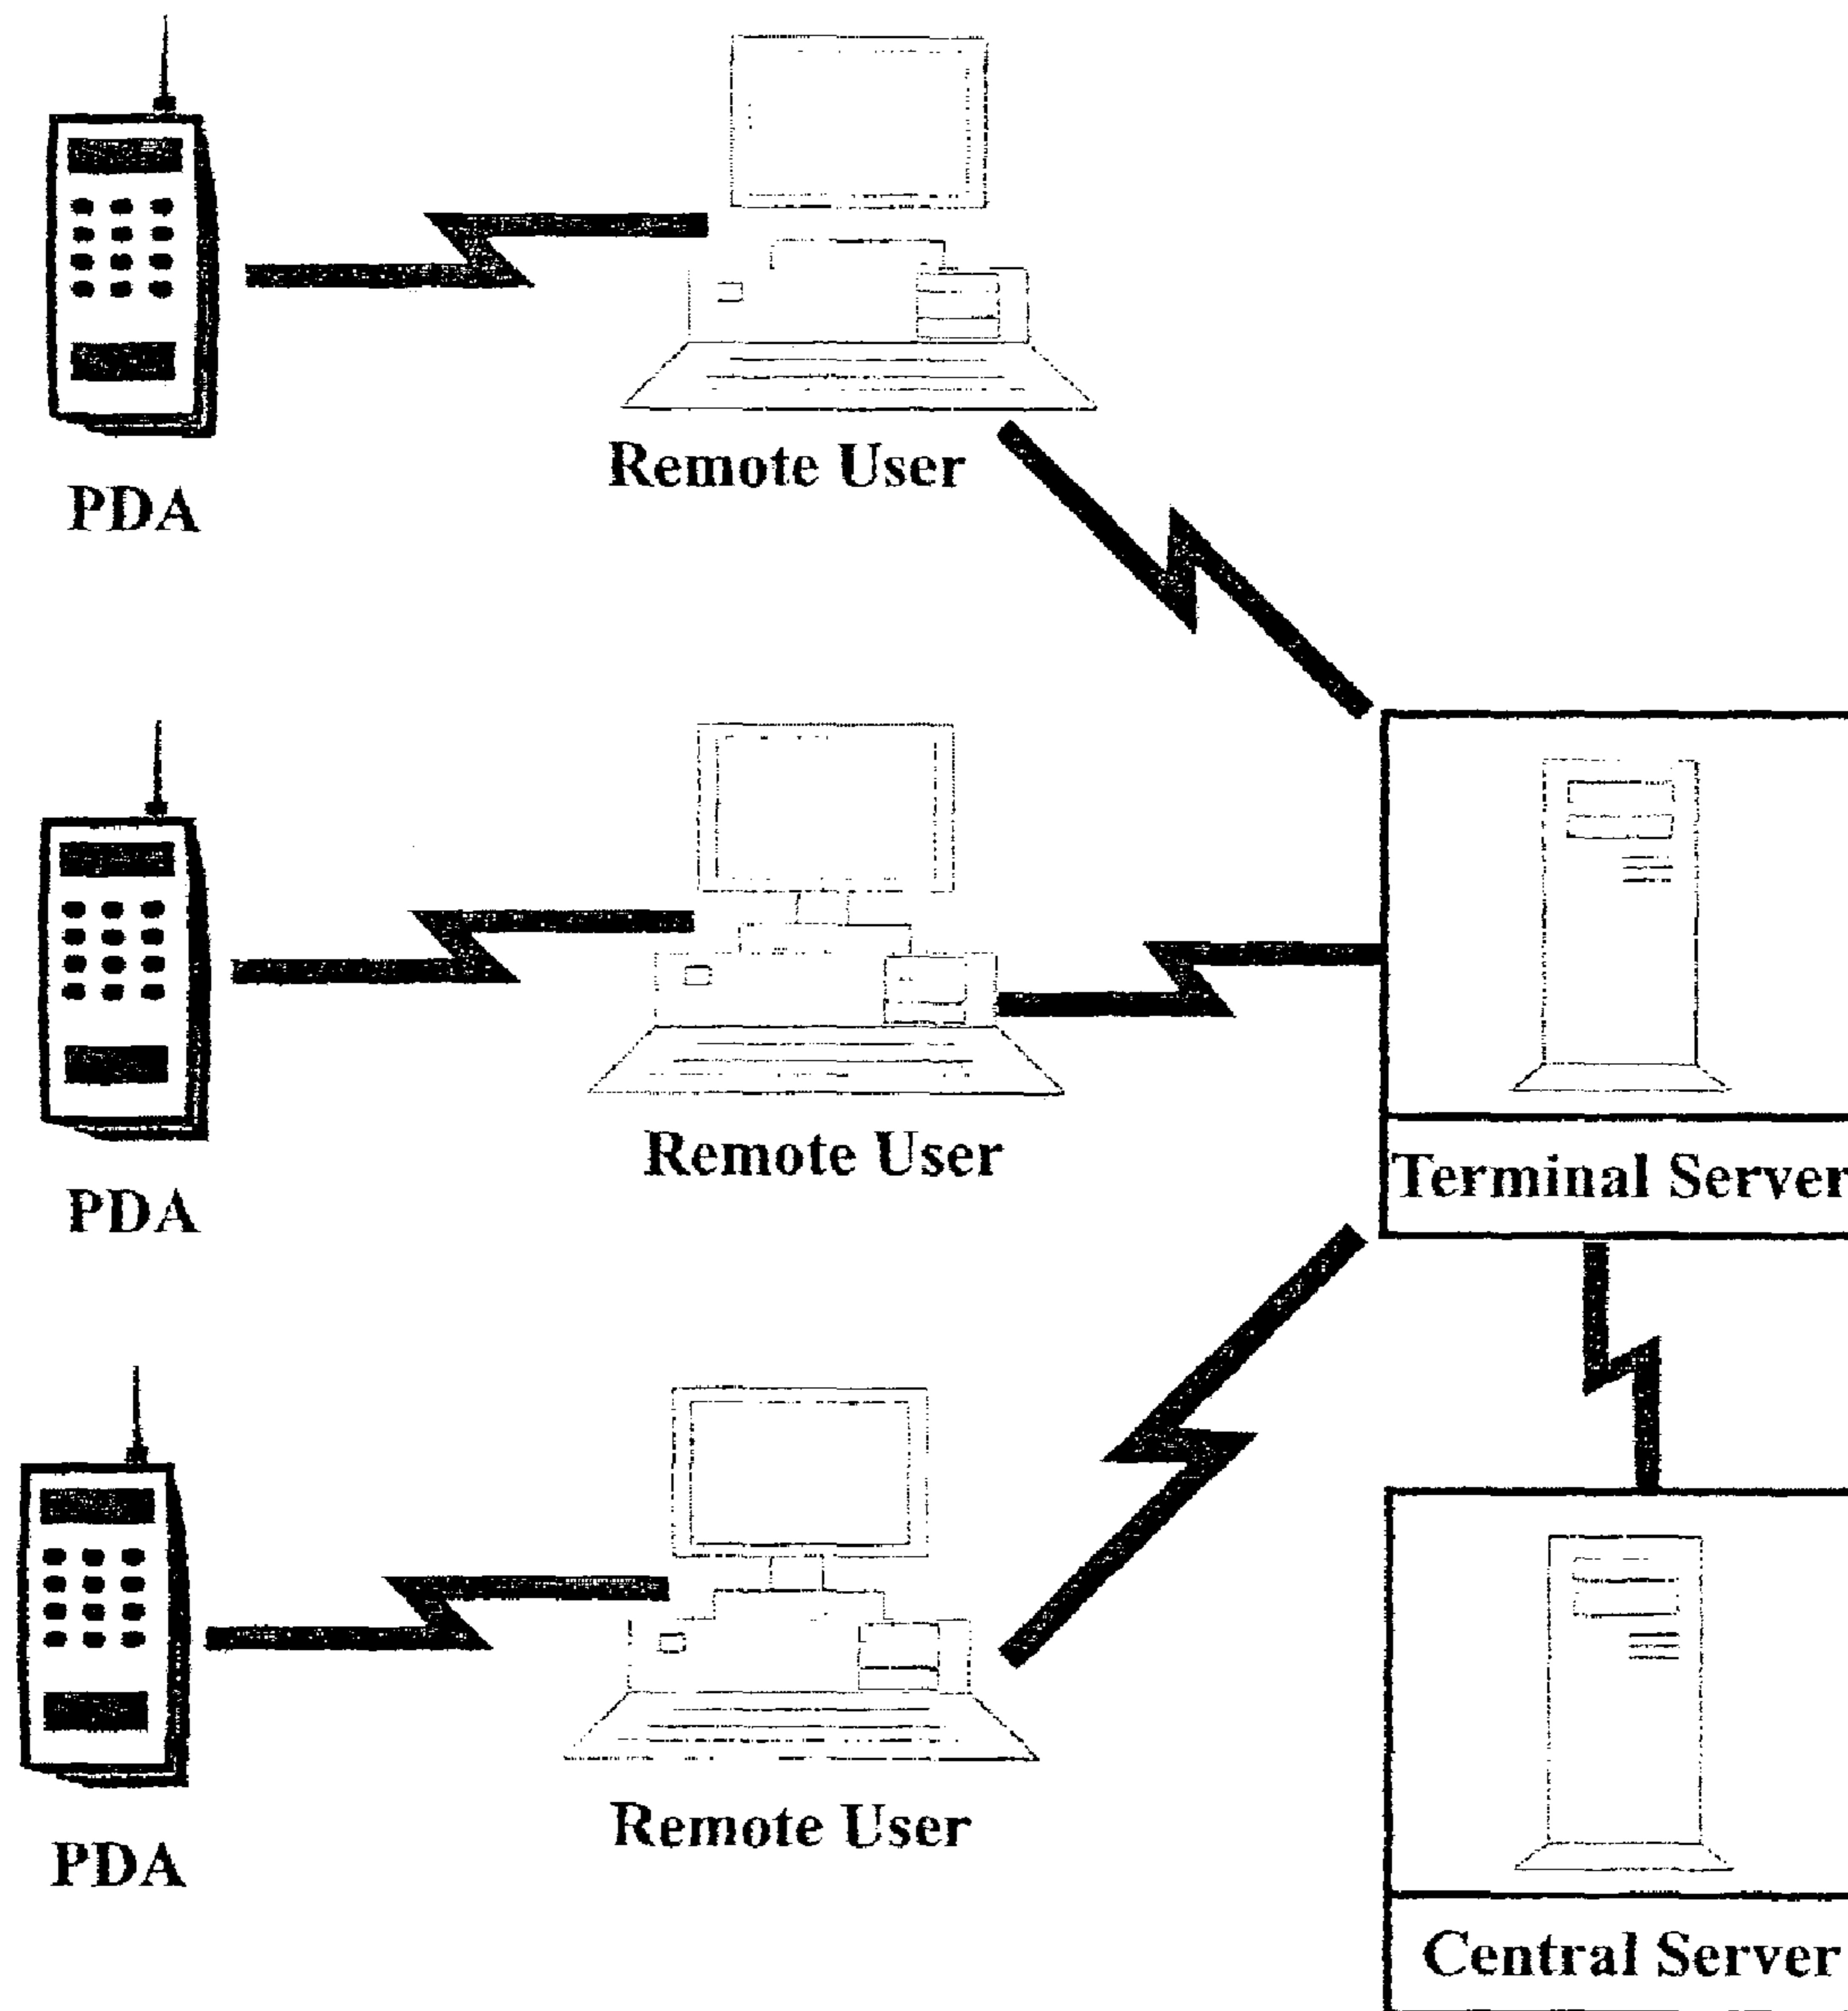 Remote User
PDA
Remote User
Terminal Server
PDA
Remote User
PDA
Central Server